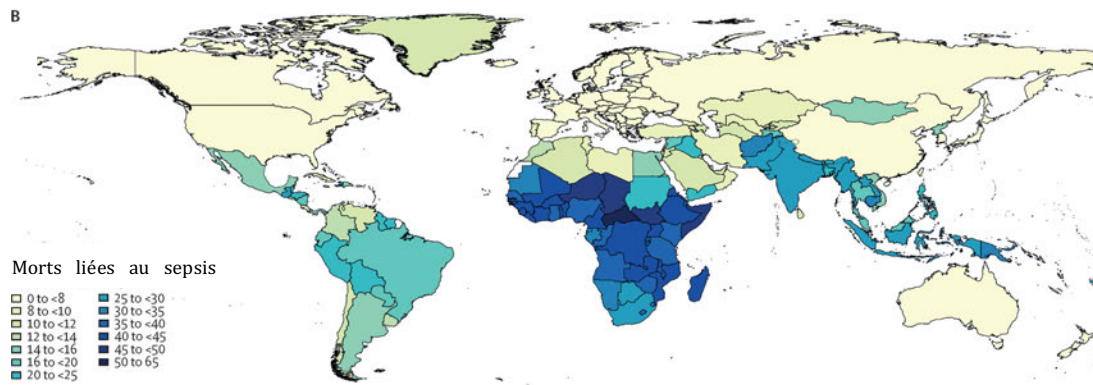 B
Morts liées au sepsis
0 to <8
8 to <10
10 to <12
12 to <14
14 to <16
16 to <20
20 to <25
25 to <30
30 to <35
35 to <40
40 to <45
45 to <50
50 to 65